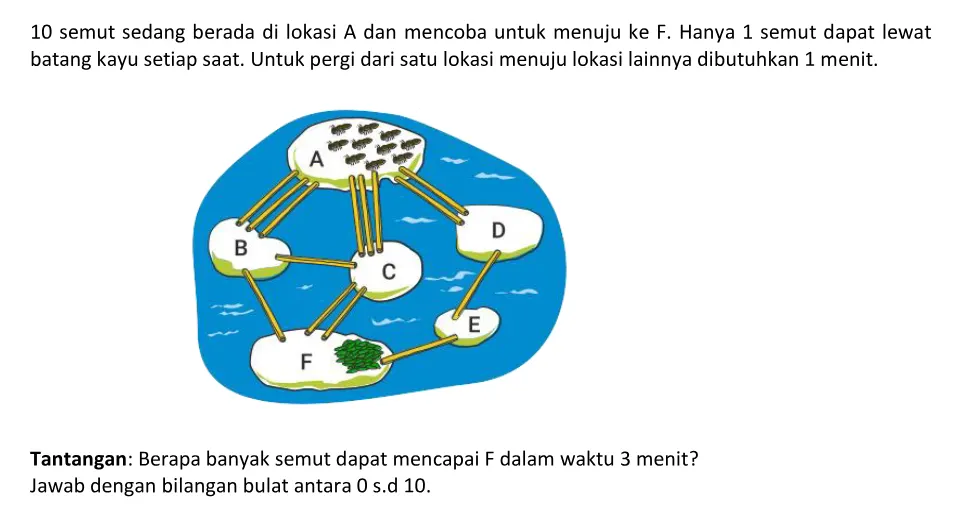 10 semut sedang berada di lokasi A dan mencoba untuk menuju ke F. Hanya 1 semut dapat lewat
batang kayu setiap saat. Untuk pergi dari satu lokasi menuju lokasi lainnya dibutuhkan 1 menit.
A
B
D
C
E
F
Tantangan: Berapa banyak semut dapat mencapai F dalam waktu 3 menit?
Jawab dengan bilangan bulat antara 0 s.d 10.